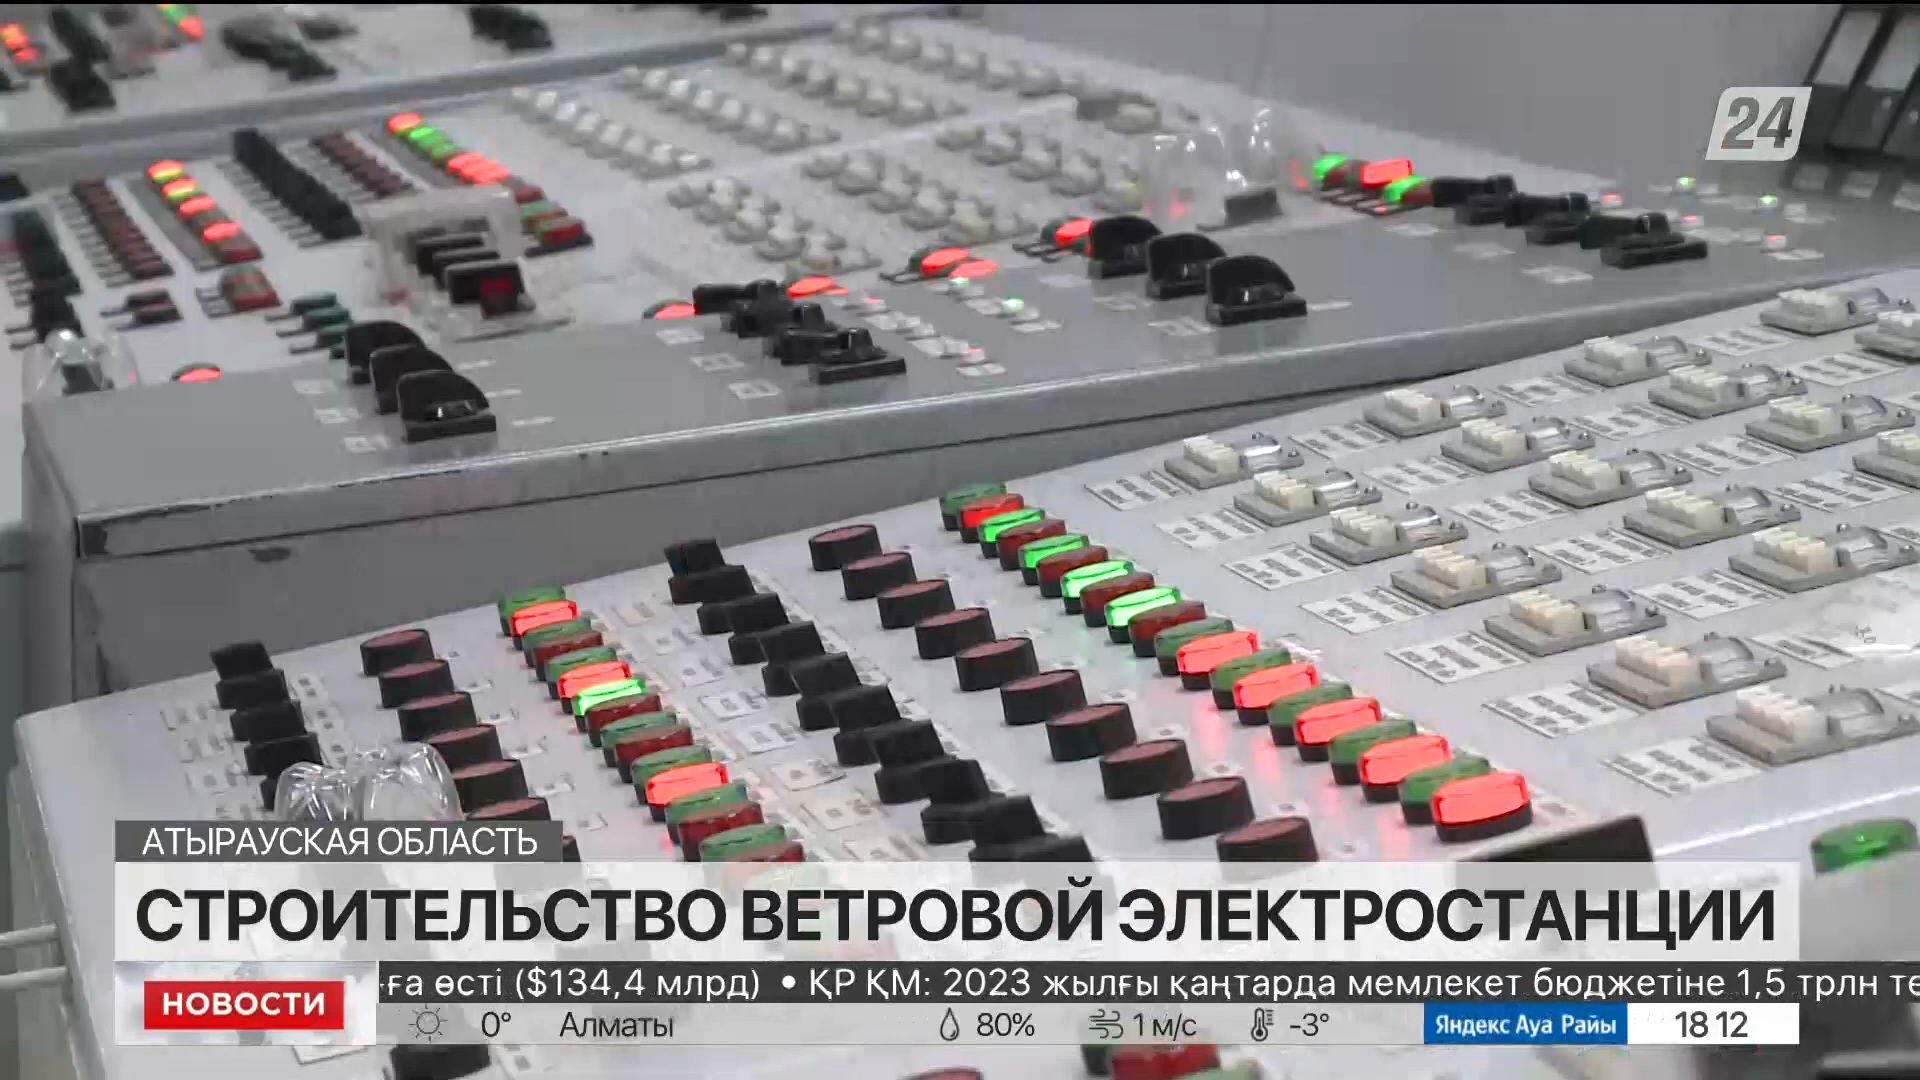 24
АТЫРАУСКАЯ ОБЛАСТЬ
СТРОИТЕЛЬСТВО ВЕТРОВОЙ ЭЛЕКТРОСТАНЦИИ
НОВОСТИ
ға өсті ($134,4 млрд) • ҚР ҚМ: 2023 жылғы қаңтарда мемлекет бюджетіне 1,5 трлн те
0° Алматы 80% 1 м/с -3° Яндекс Ауа Райы 18 12